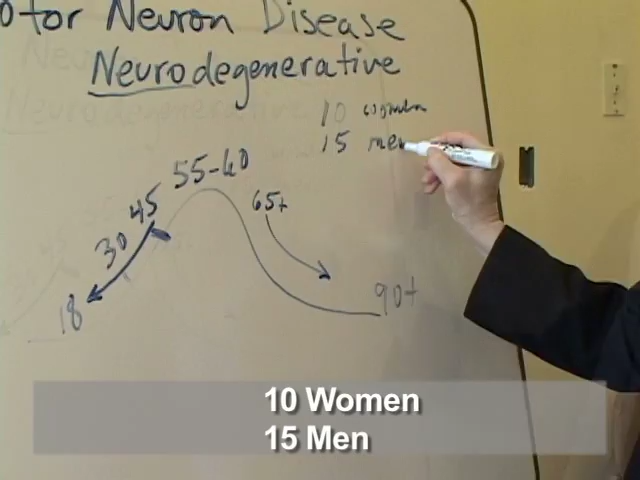 otor Neuron Disease
Neurodegenerative
10 women
15 men
55-60
45
65+
30
18
90+
10 Women
15 Men